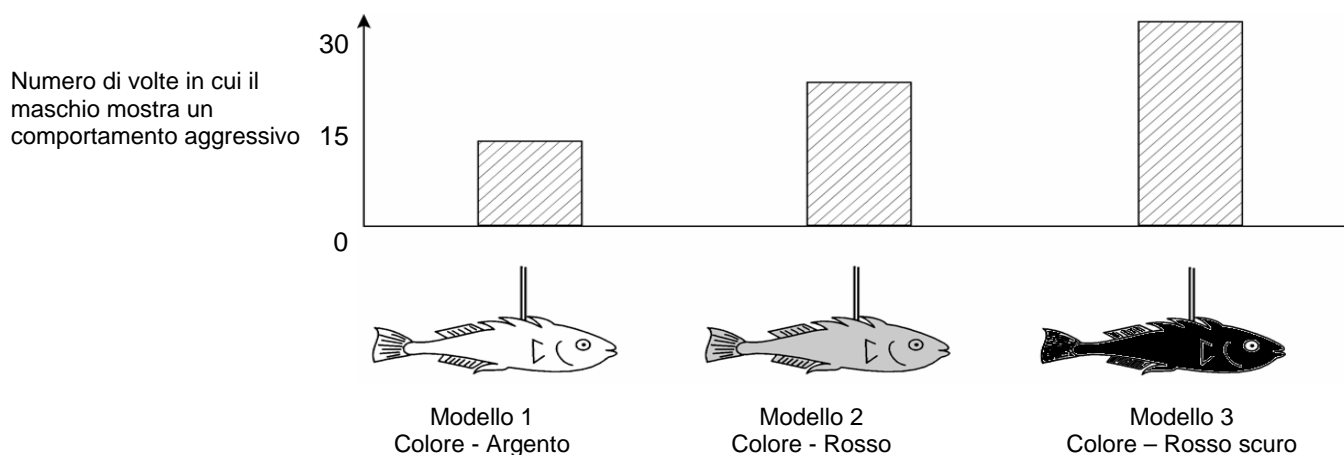 30
Numero di volte in cui il
maschio mostra un
comportamento aggressivo
15
0
Modello 1
Colore - Argento
Modello 2
Colore - Rosso
Modello 3
Colore – Rosso scuro